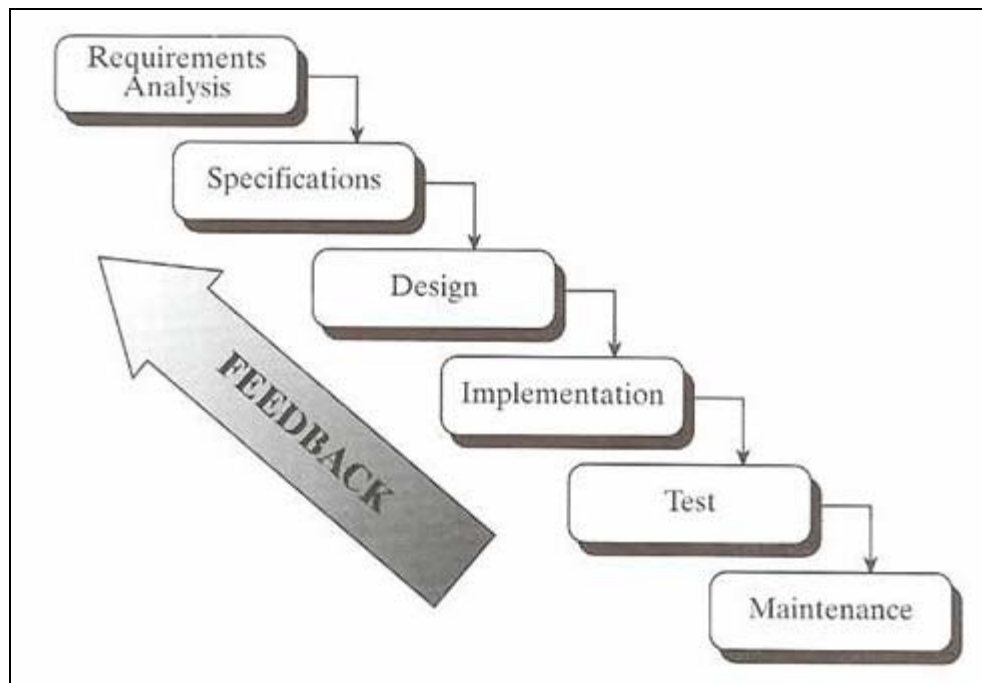 Requirements
Analysis
Specifications
Design
Implementation
FEEDBACK
Test
Maintenance